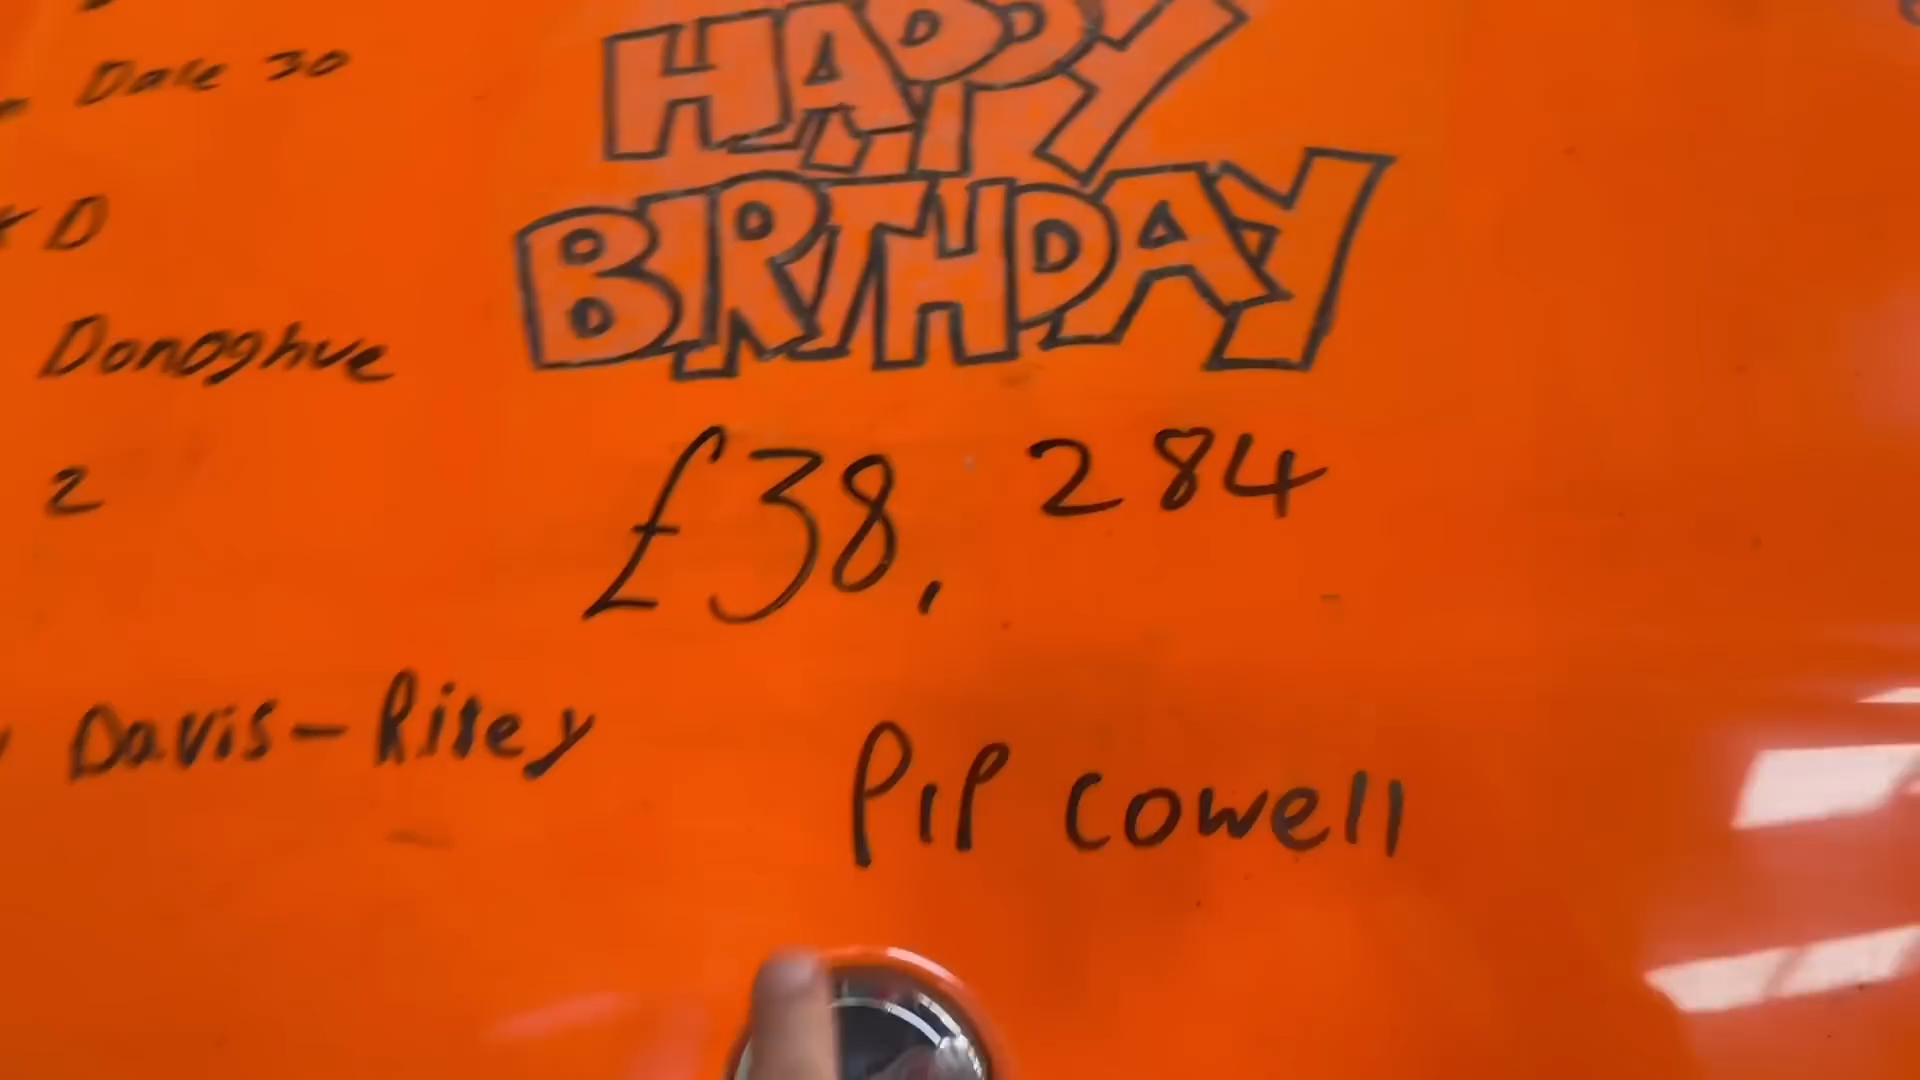 Dale 30
HAPPY
BIRTHDAY
D
Donoghue
£38, 284
2
Davis-Riley
PIP Cowell